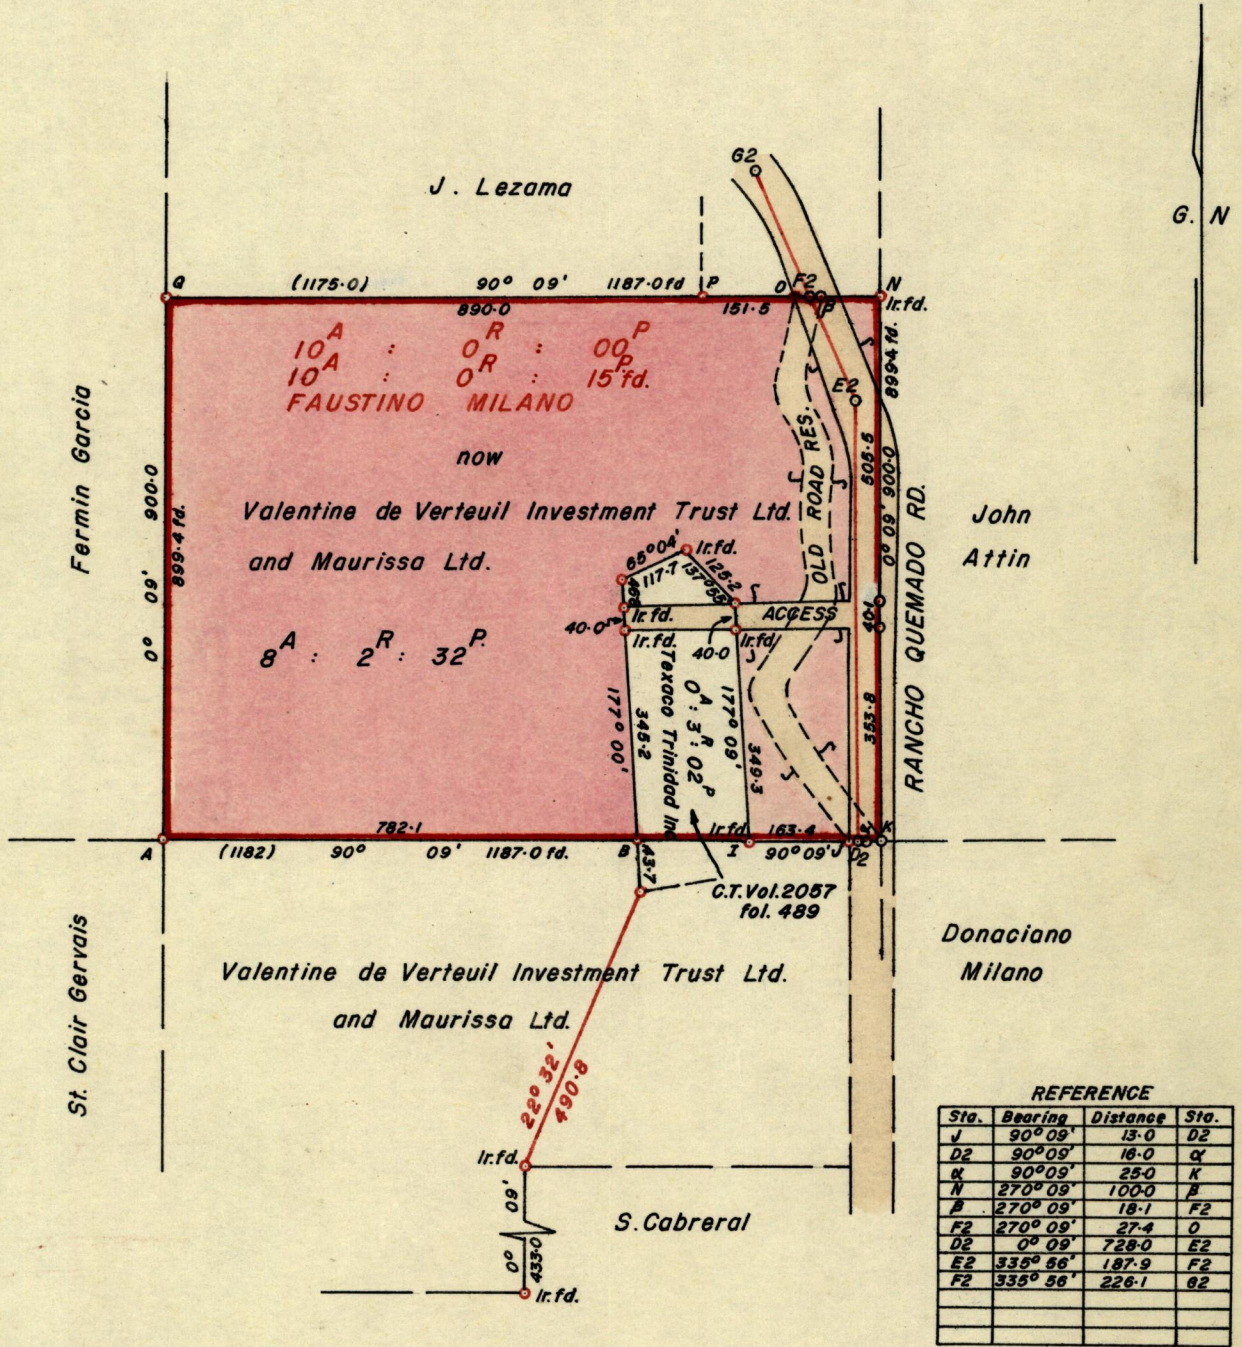 G2
J. Lezama
G. N
Q
(1175·0)
90° 09'
1187·0 fd
P
O
F2
β
N
Ir.fd.
890·0
151·5
10A : 0R : 00P
10A : 0R : 15P fd.
FAUSTINO MILANO
now
Valentine de Verteuil Investment Trust Ltd.
and Maurissa Ltd.
8A : 2R : 32P.
Fermin Garcia
0° 09' 900·0
899·4 fd.
E2
OLD ROAD RES.
505·5
899·4 fd.
0° 09' 900·0
RANCHO QUEMADO RD.
John
Attin
65°04'
117·7
Ir.fd.
125·2
137°55'
40·0
Ir.fd.
Ir.fd.
ACCESS
Ir.fd
40·0
40·1
177° 00'
345·2
Texaco Trinidad Inc
0A : 3R : 02P
177° 09'
349·3
353·8
782·1
Ir.fd
163·4
A
(1182)
90° 09'
1187·0 fd.
B
I
90°09'
J
D2
α
K
43·7
C.T.Vol.2057
fol. 489
St. Clair Gervais
Valentine de Verteuil Investment Trust Ltd.
and Maurissa Ltd.
Donaciano
Milano
22° 32'
490·8
Ir.fd.
0° 09'
433·0
Ir.fd.
S.Cabreral
REFERENCE
Sta. Bearing Distance Sta.
J 90° 09' 13·0 D2
D2 90°09' 16·0 α
α 90°09' 25·0 K
N 270° 09' 100·0 β
β 270° 09' 18·1 F2
F2 270° 09' 27·4 O
D2 0° 09' 728·0 E2
E2 335° 56' 187·9 F2
F2 335° 56' 226·1 G2